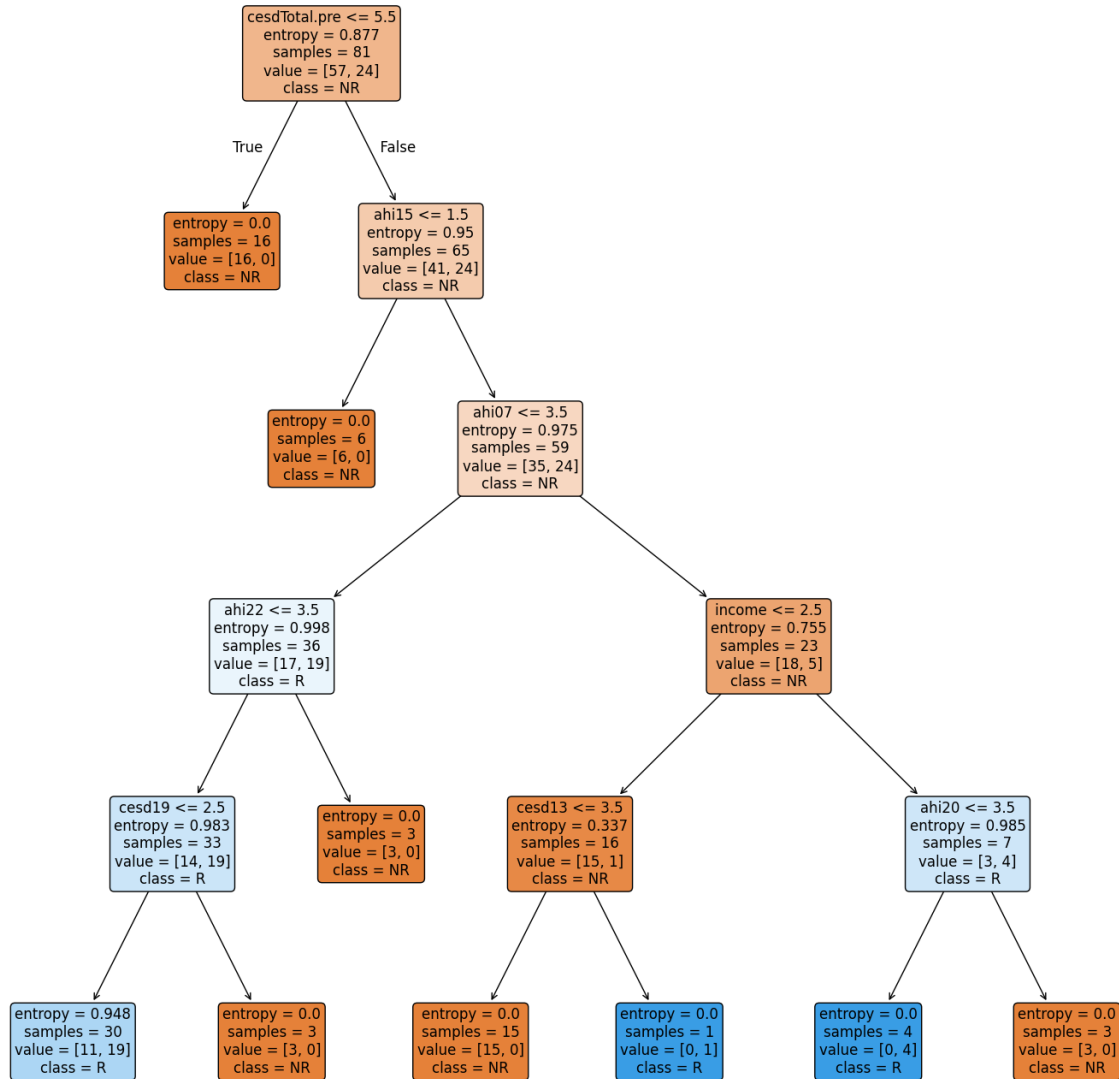 cesdTotal.pre <= 5.5
entropy = 0.877
samples = 81
value = [57, 24]
class = NR
True
False
entropy = 0.0
samples = 16
value = [16, 0]
class = NR
ahi15 <= 1.5
entropy = 0.95
samples = 65
value = [41, 24]
class = NR
entropy = 0.0
samples = 6
value = [6, 0]
class = NR
ahi07 <= 3.5
entropy = 0.975
samples = 59
value = [35, 24]
class = NR
ahi22 <= 3.5
entropy = 0.998
samples = 36
value = [17, 19]
class = R
income <= 2.5
entropy = 0.755
samples = 23
value = [18, 5]
class = NR
cesd19 <= 2.5
entropy = 0.983
samples = 33
value = [14, 19]
class = R
entropy = 0.0
samples = 3
value = [3, 0]
class = NR
cesd13 <= 3.5
entropy = 0.337
samples = 16
value = [15, 1]
class = NR
ahi20 <= 3.5
entropy = 0.985
samples = 7
value = [3, 4]
class = R
entropy = 0.948
samples = 30
value = [11, 19]
class = R
entropy = 0.0
samples = 3
value = [3, 0]
class = NR
entropy = 0.0
samples = 15
value = [15, 0]
class = NR
entropy = 0.0
samples = 1
value = [0, 1]
class = R
entropy = 0.0
samples = 4
value = [0, 4]
class = R
entropy = 0.0
samples = 3
value = [3, 0]
class = NR